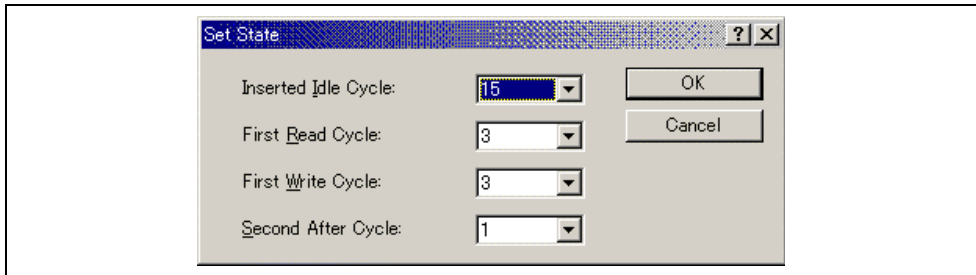 Set State
Inserted Idle Cycle: 15 OK
First Read Cycle: 3 Cancel
First Write Cycle: 3
Second After Cycle: 1